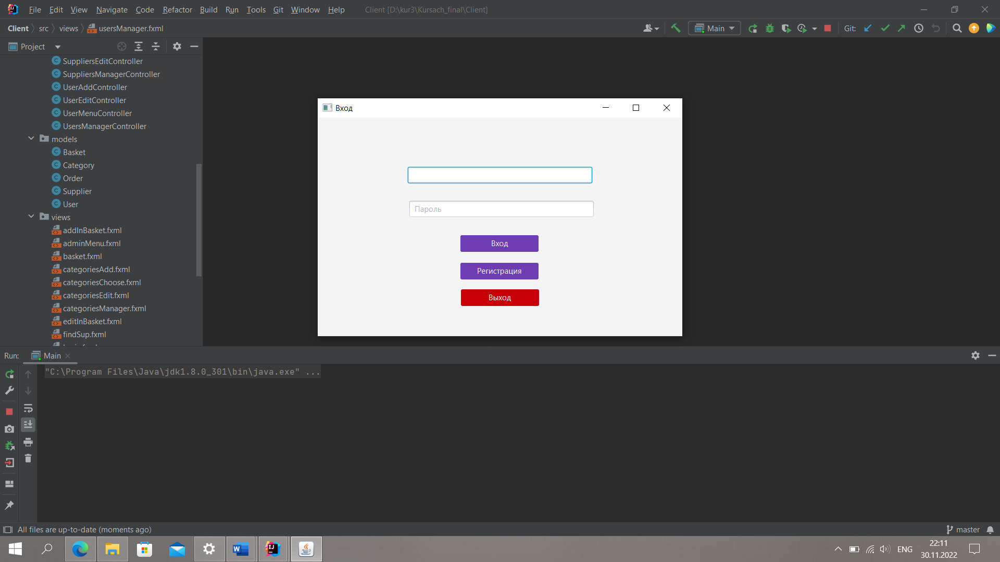 File Edit View Navigate Code Refactor Build Run Tools Git Window Help Client [D:\kur3\Kursach_final\Client]
Client src views usersManager.fxml Main Git:
Project
SuppliersEditController
SuppliersManagerController
UserAddController
UserEditController
UserMenuController
UsersManagerController
models
Basket
Category
Order
Supplier
User
views
addInBasket.fxml
adminMenu.fxml
basket.fxml
categoriesAdd.fxml
categoriesChoose.fxml
categoriesEdit.fxml
categoriesManager.fxml
editInBasket.fxml
findSup.fxml
Вход
Пароль
Вход
Регистрация
Выход
Run: Main
"C:\Program Files\Java\jdk1.8.0_301\bin\java.exe" ...
All files are up-to-date (moments ago) master
ENG
22:11
30.11.2022